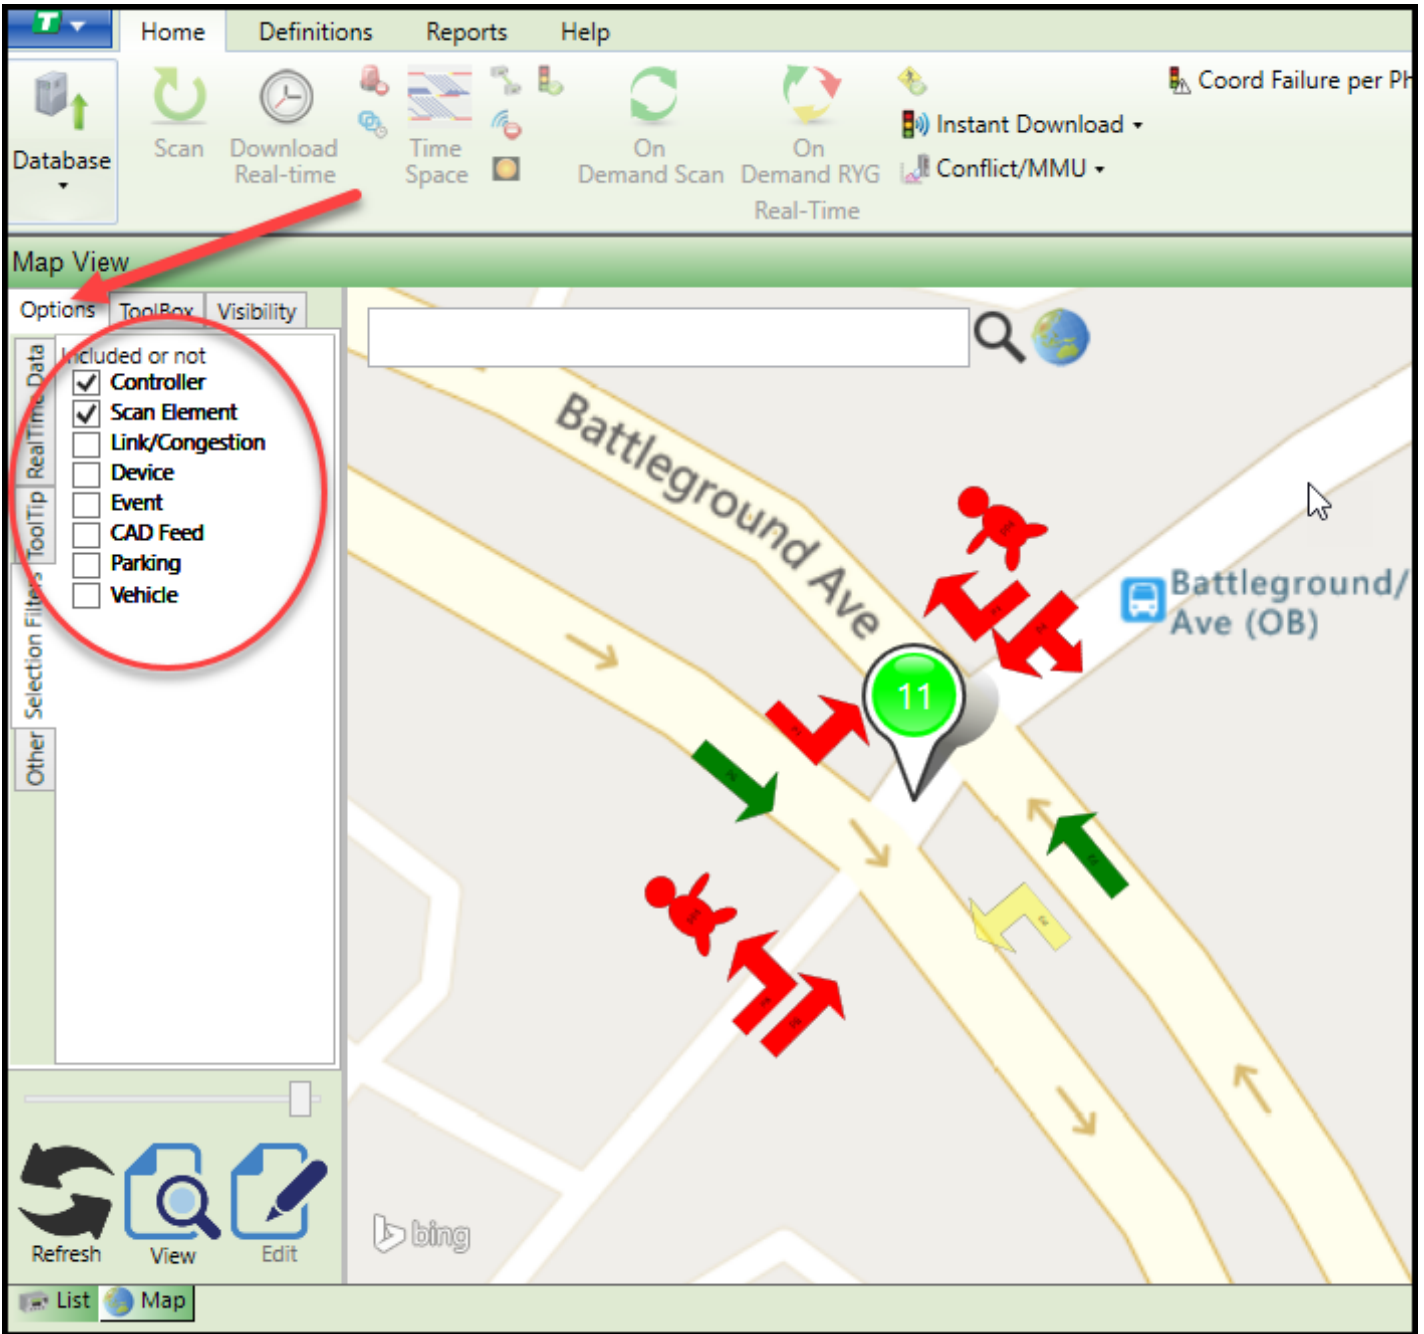 T
Home Definitions Reports Help
Database
Scan
Download
Real-time
Time
Space
On
Demand Scan
On
Demand RYG
Instant Download
Conflict/MMU
Coord Failure per Ph
Real-Time
Map View
Options ToolBox Visibility
RealTime Data
ToolTip
Selection Filters
Other
Included or not
Controller
Scan Element
Link/Congestion
Device
Event
CAD Feed
Parking
Vehicle
Battleground Ave
Battleground/
Ave (OB)
11
bing
Refresh View Edit
List Map